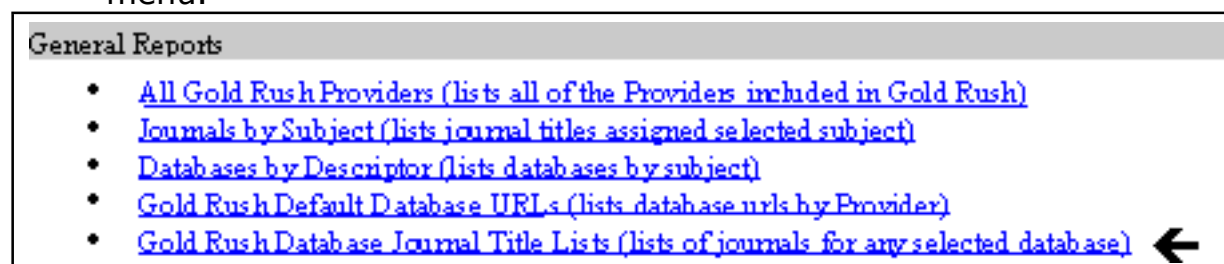 menu.
General Reports
• All Gold Rush Providers (lists all of the Providers included in Gold Rush)
• Journals by Subject (lists journal titles assigned selected subject)
• Databases by Descriptor (lists databases by subject)
• Gold Rush Default Database URLs (lists database urls by Provider)
• Gold Rush Database Journal Title Lists (lists of journals for any selected database)